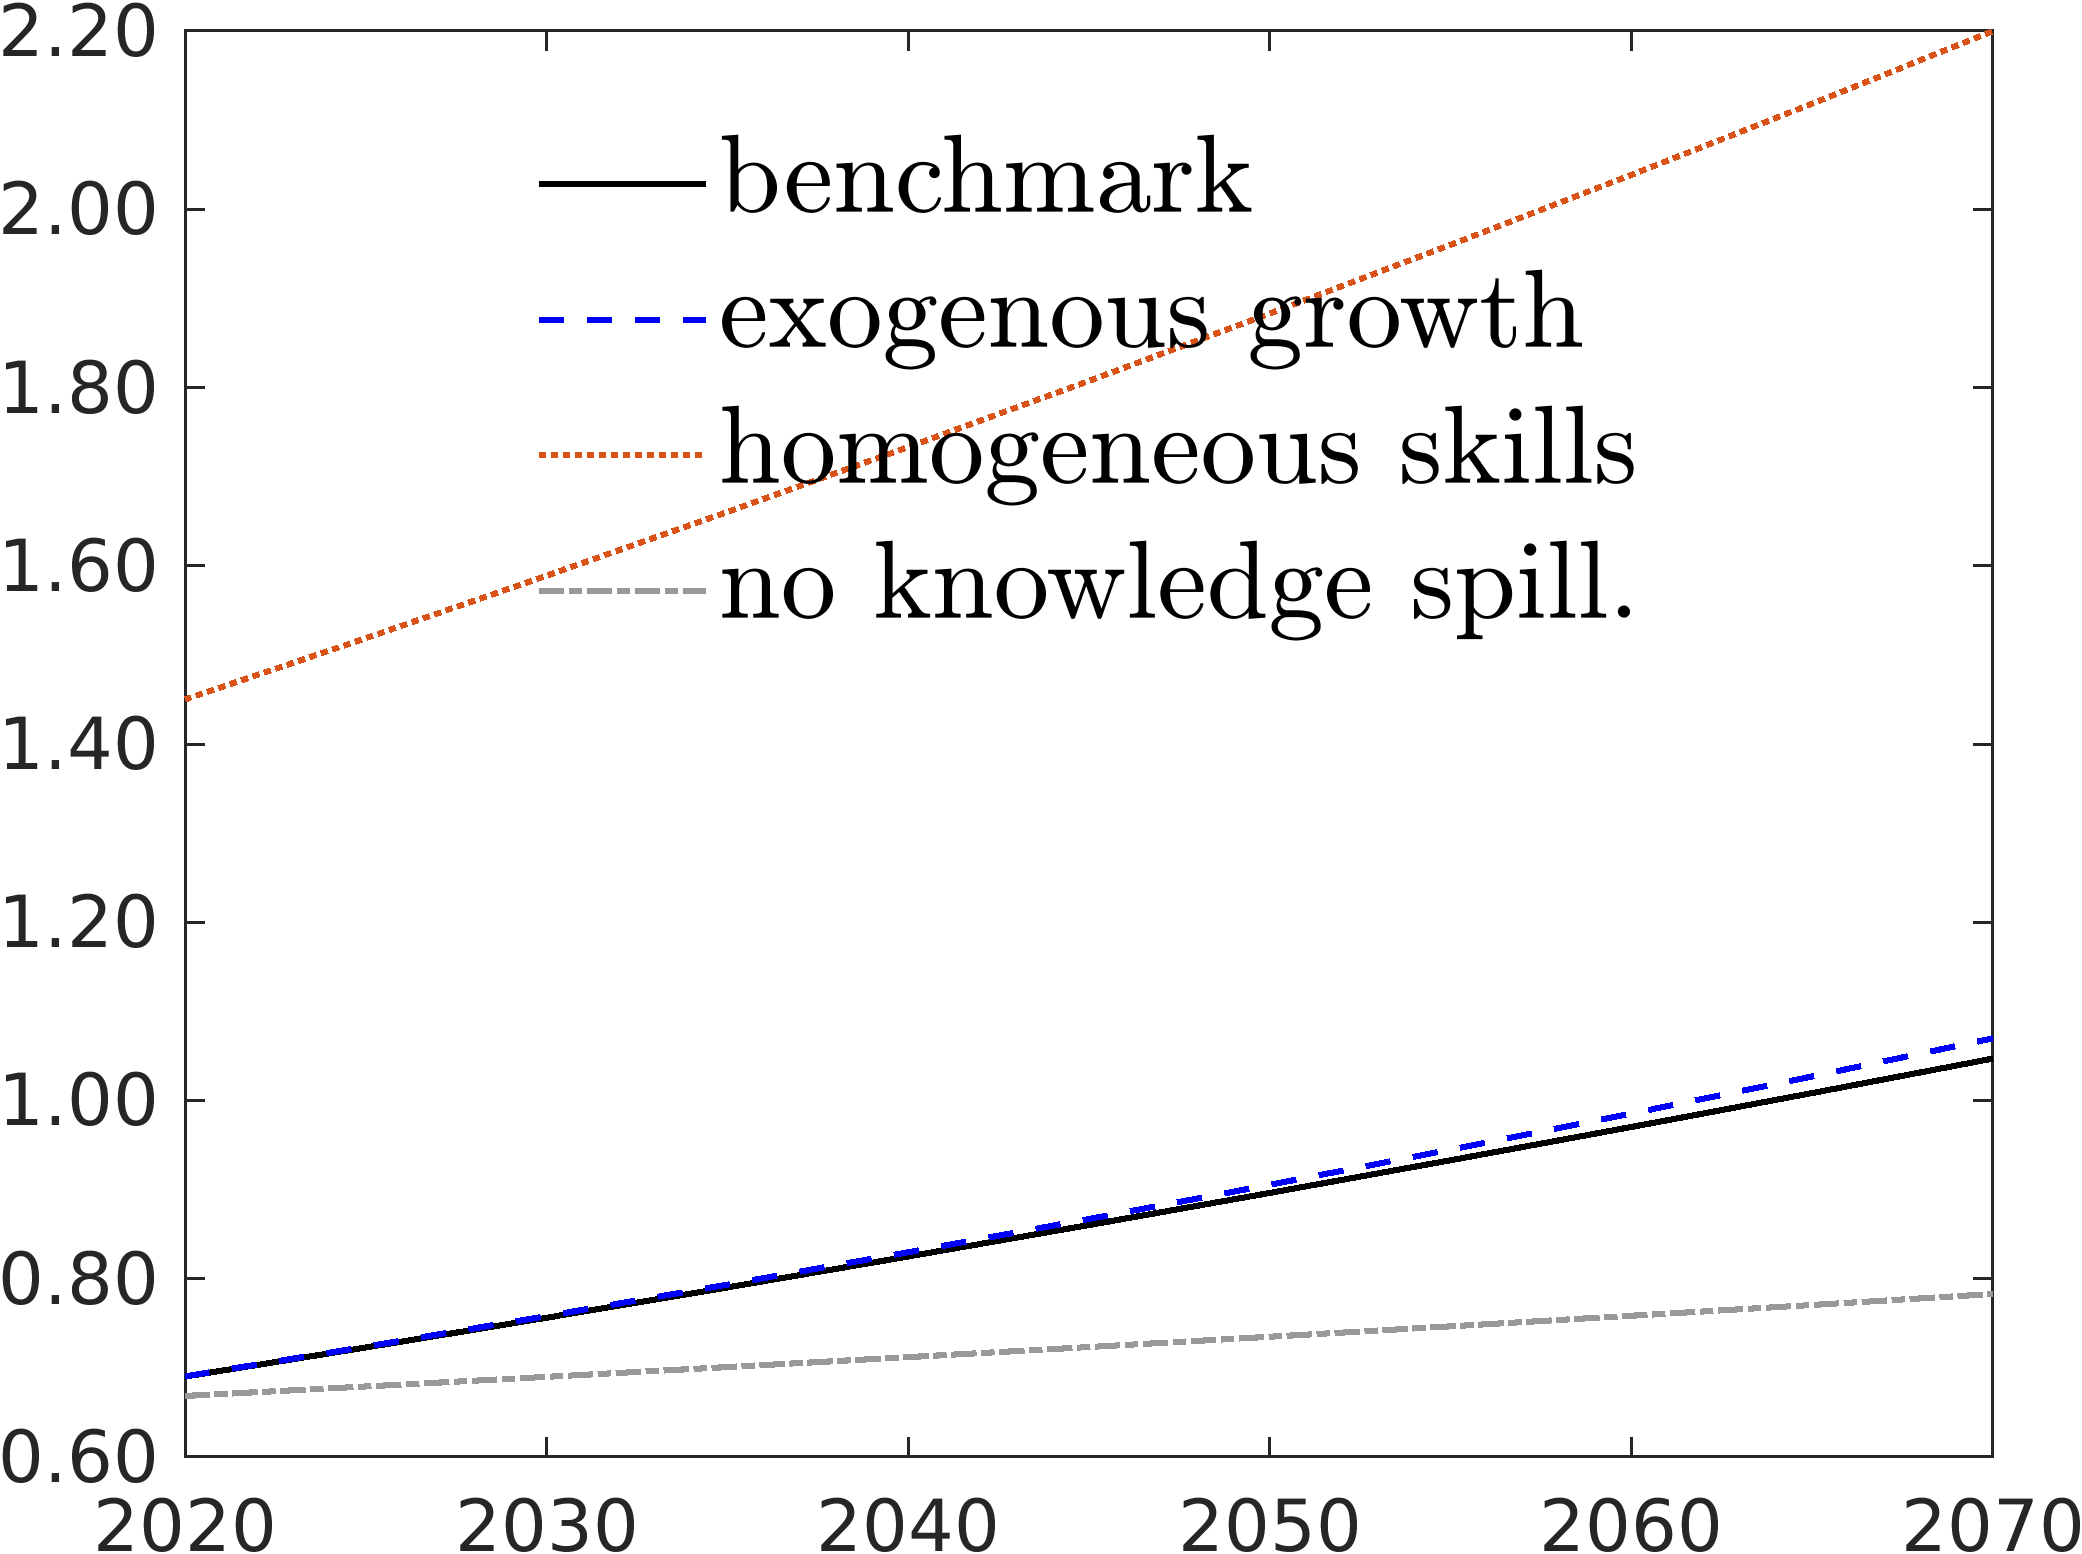 2.20
2.00
1.80
1.60
1.40
1.20
1.00
0.80
0.60
2020 2030 2040 2050 2060 2070
benchmark
exogenous growth
homogeneous skills
no knowledge spill.